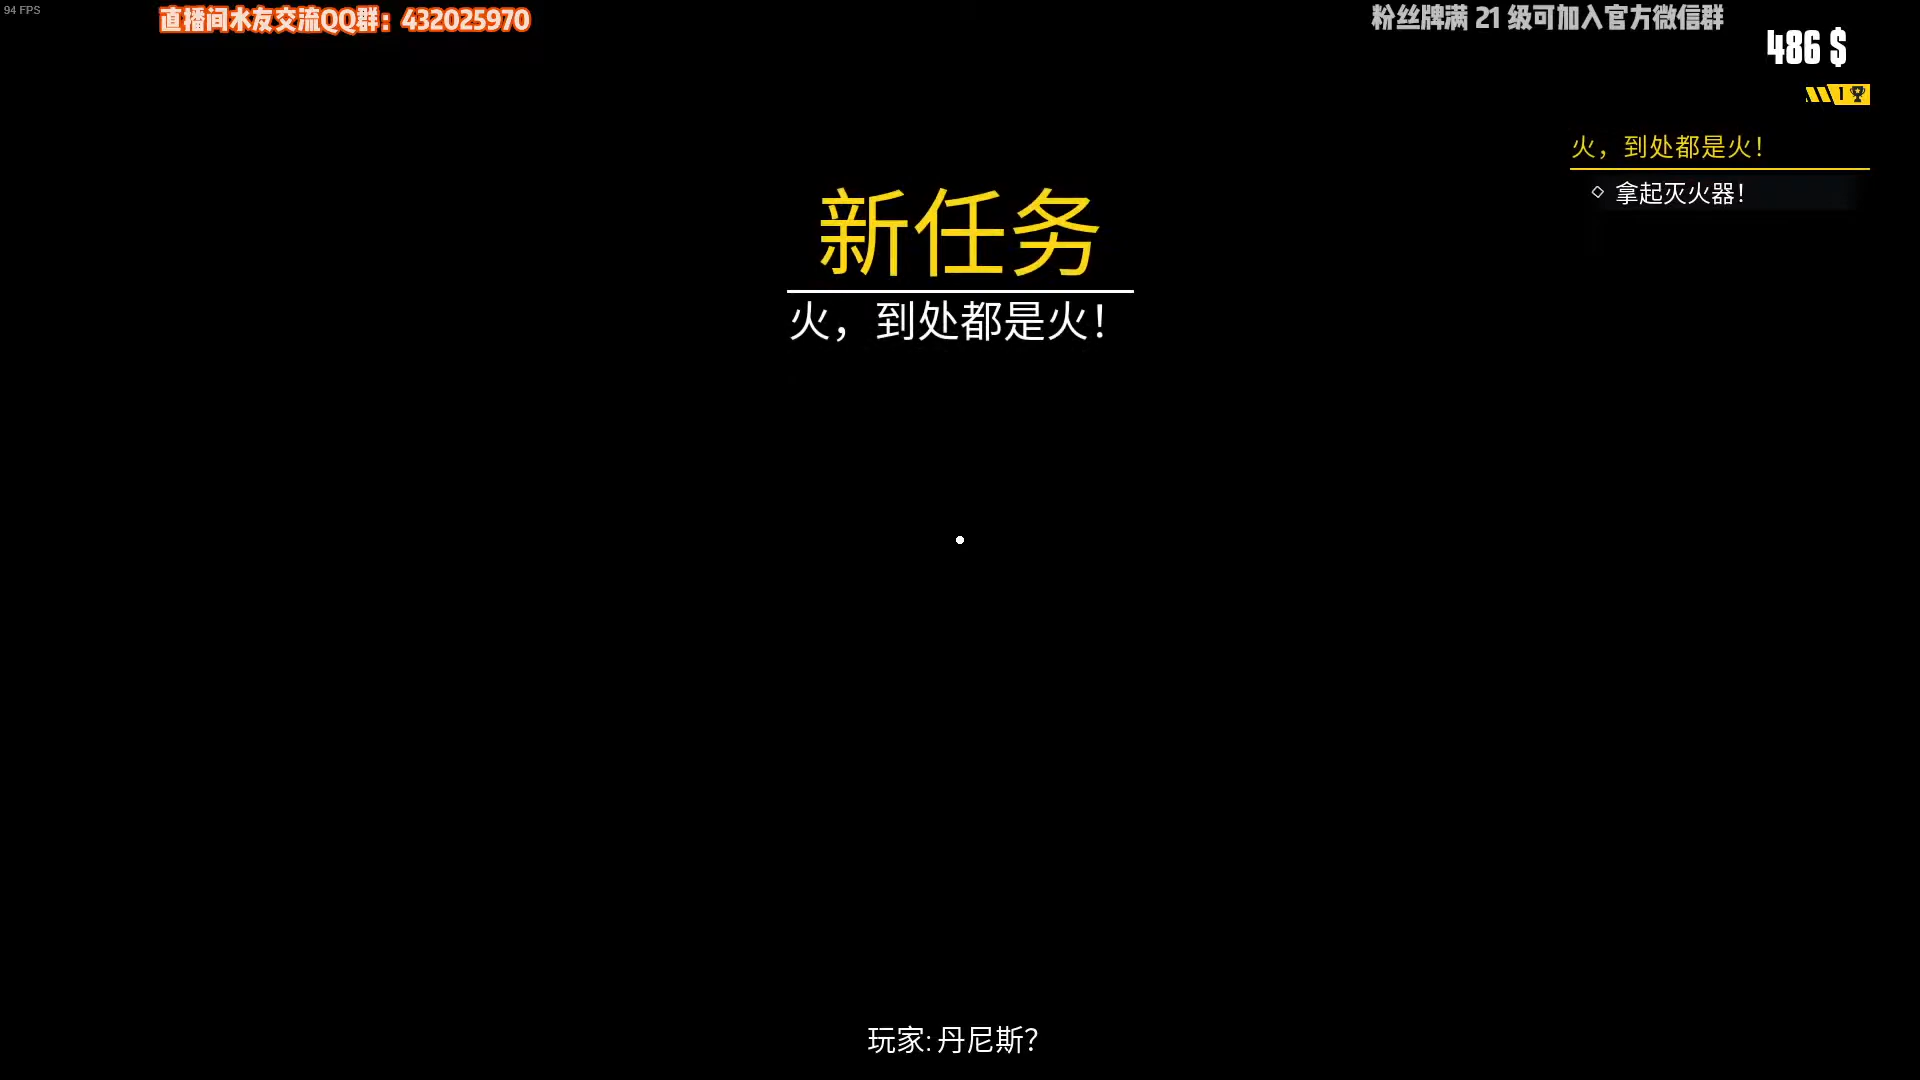 94 FPS
直播间水友交流QQ群：432025970
粉丝牌满 21 级可加入官方微信群
486 $
1
火，到处都是火！
拿起灭火器！
新任务
火，到处都是火！
玩家: 丹尼斯？